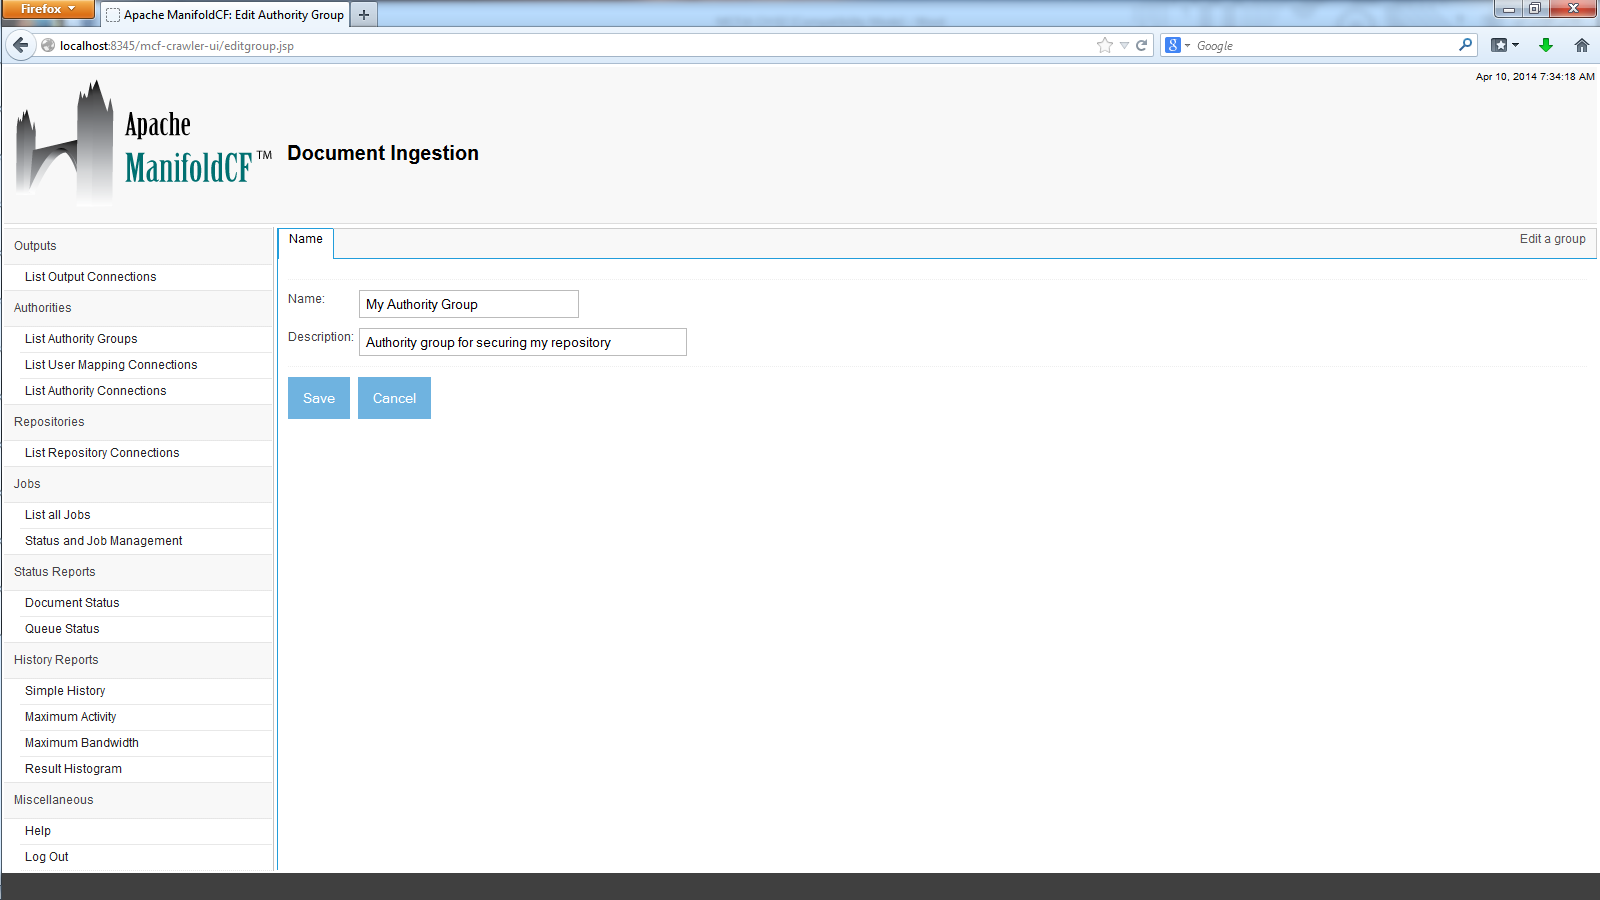 Firefox
Apache ManifoldCF: Edit Authority Group
localhost:8345/mcf-crawler-ui/editgroup.jsp
Google
Apr 10, 2014 7:34:18 AM
Apache
ManifoldCF™
Document Ingestion
Outputs
List Output Connections
Authorities
List Authority Groups
List User Mapping Connections
List Authority Connections
Repositories
List Repository Connections
Jobs
List all Jobs
Status and Job Management
Status Reports
Document Status
Queue Status
History Reports
Simple History
Maximum Activity
Maximum Bandwidth
Result Histogram
Miscellaneous
Help
Log Out
Name
Edit a group
Name: My Authority Group
Description: Authority group for securing my repository
Save Cancel